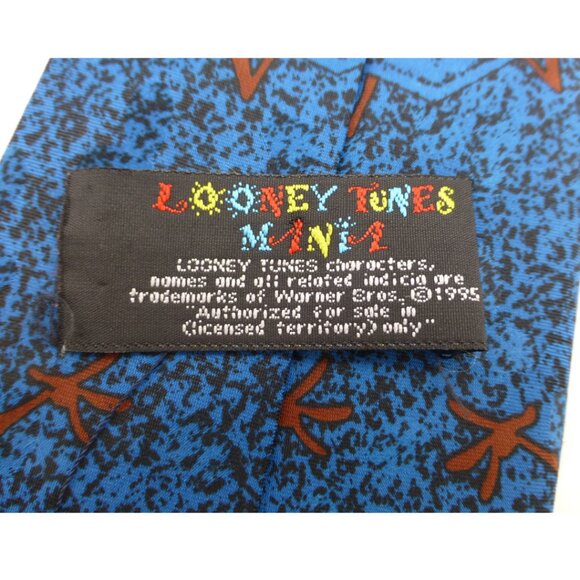 LOONEY TUNES
MANIA
LOONEY TUNES characters,
names and all related indicia are
trademarks of Warner Bros. © 1995
"Authorized for sale in
(licensed territory) only"